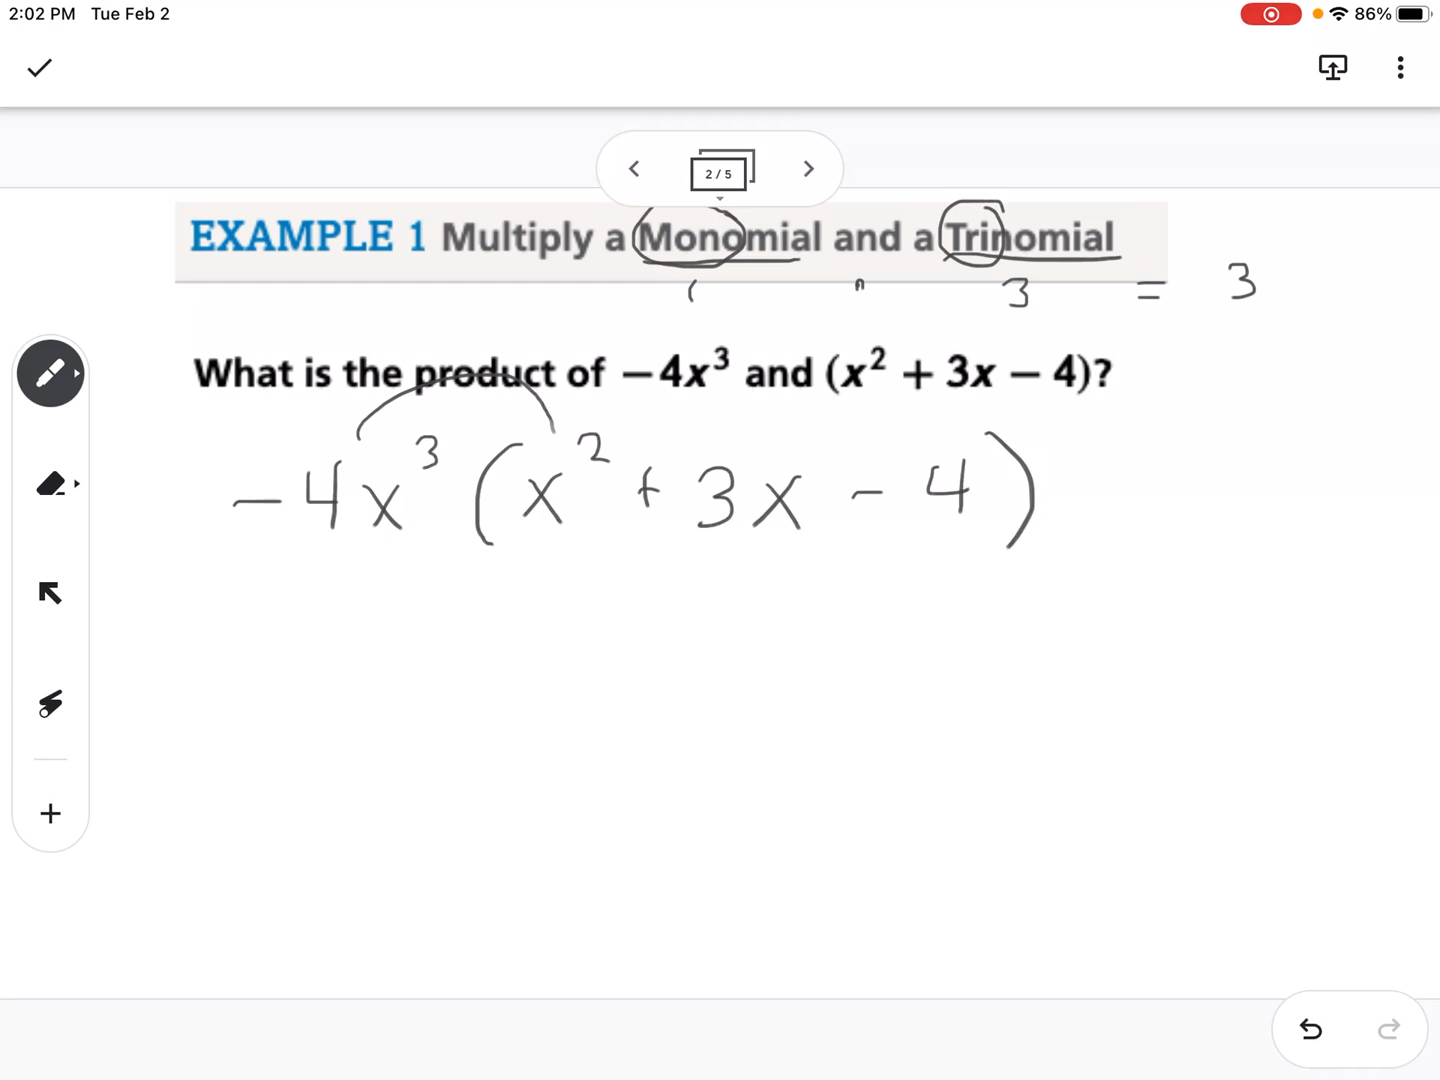 2:02 PM Tue Feb 2 86%
2 / 5
EXAMPLE 1 Multiply a Monomial and a Trinomial
1 · 3 = 3
What is the product of −4x³ and (x² + 3x − 4)?
−4x³ (x² + 3x − 4)